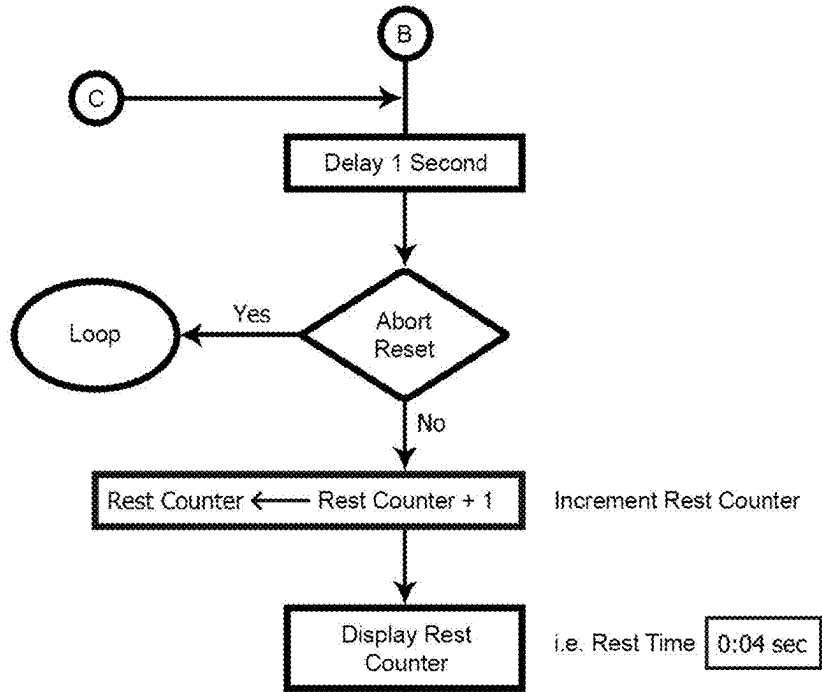 B
C
Delay 1 Second
Yes
Loop
Abort
Reset
No
Rest Counter ← Rest Counter + 1
Increment Rest Counter
Display Rest
Counter
i.e. Rest Time
0:04 sec